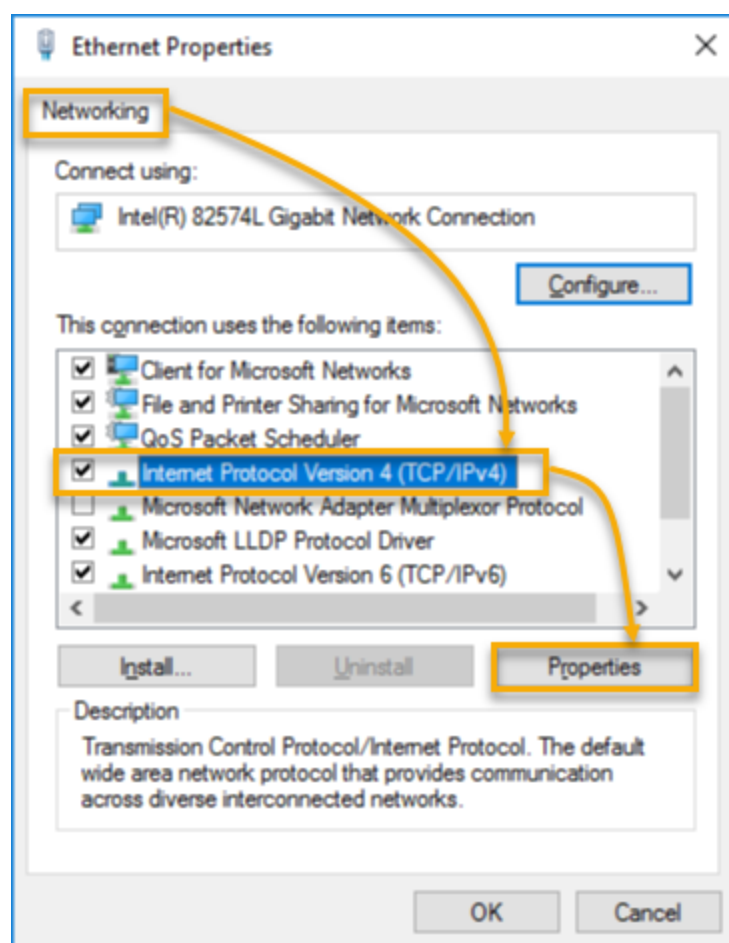 Ethernet Properties
Networking
Connect using:
Intel(R) 82574L Gigabit Network Connection
Configure...
This connection uses the following items:
Client for Microsoft Networks
File and Printer Sharing for Microsoft Networks
QoS Packet Scheduler
Internet Protocol Version 4 (TCP/IPv4)
Microsoft Network Adapter Multiplexor Protocol
Microsoft LLDP Protocol Driver
Internet Protocol Version 6 (TCP/IPv6)
Install...
Uninstall
Properties
Description
Transmission Control Protocol/Internet Protocol. The default
wide area network protocol that provides communication
across diverse interconnected networks.
OK
Cancel